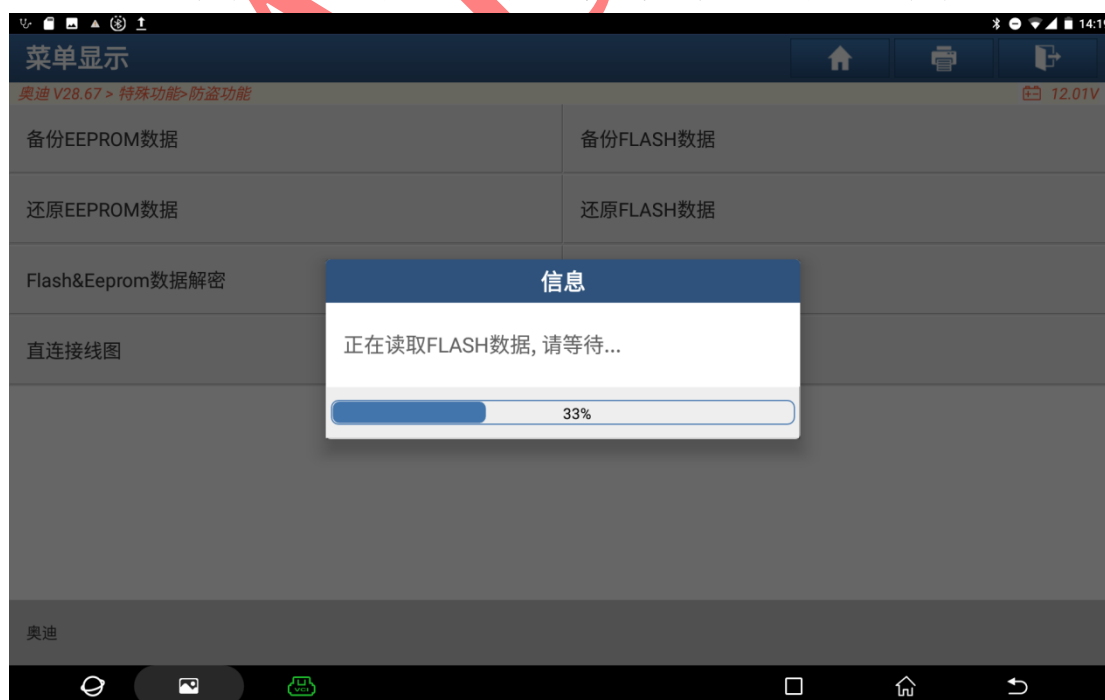 14:19
菜单显示
奥迪 V28.67 > 特殊功能>防盗功能
12.01V
备份EEPROM数据
备份FLASH数据
还原EEPROM数据
还原FLASH数据
Flash&Eeprom数据解密
信息
正在读取FLASH数据, 请等待...
直连接线图
33%
奥迪
VCI